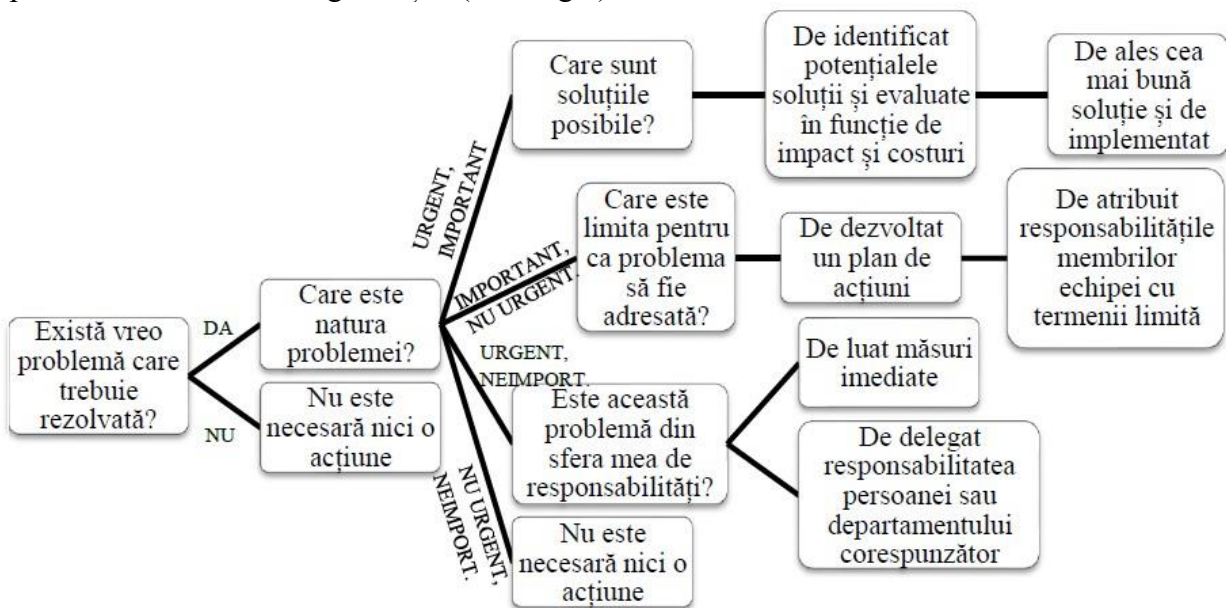 Există vreo
problemă care
trebuie
rezolvată?
DA
NU
Care este
natura
problemei?
Nu este
necesară nici o
acțiune
URGENT,
IMPORTANT
Care sunt
soluțiile
posibile?
De identificat
potențialele
soluții și evaluate
în funcție de
impact și costuri
De ales cea
mai bună
soluție și de
implementat
IMPORTANT,
NU URGENT.
Care este
limita pentru
ca problema
să fie
adresată?
De dezvoltat
un plan de
acțiuni
De atribuit
responsabilitățile
membrilor
echipei cu
termenii limită
URGENT,
NEIMPORT.
Este această
problemă din
sfera mea de
responsabilități?
De luat măsuri
imediate
De delegat
responsabilitatea
persoanei sau
departamentului
corespunzător
NU URGENT,
NEIMPORT.
Nu este
necesară nici o
acțiune